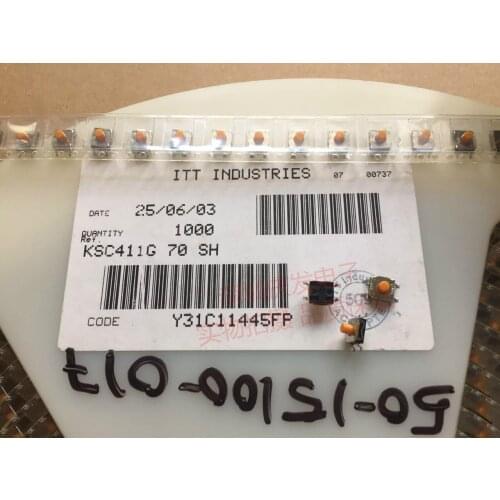 ITT INDUSTRIES 07 00737
DATE 25/06/03
QUANTITY 1000
Ref.
KSC411G 70 SH
CODE Y31C11445FP
50-15100-017